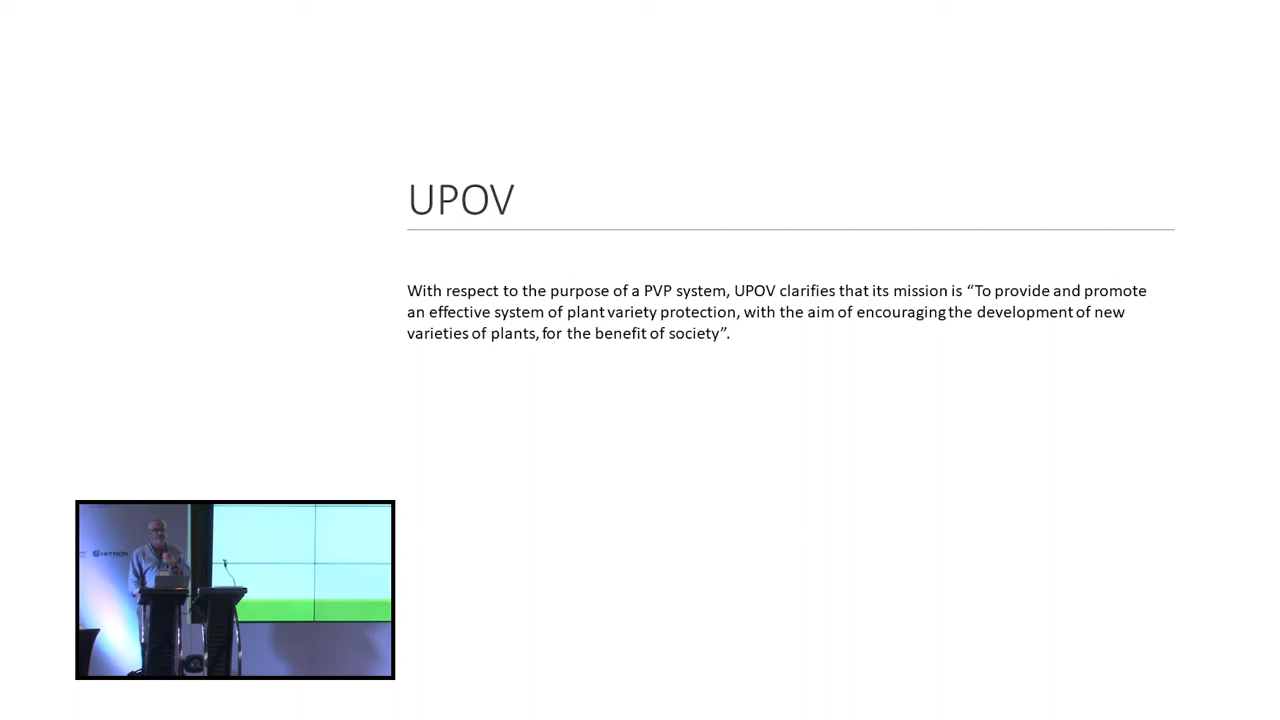 UPOV
With respect to the purpose of a PVP system, UPOV clarifies that its mission is “To provide and promote
an effective system of plant variety protection, with the aim of encouraging the development of new
varieties of plants, for the benefit of society”.
HITRON